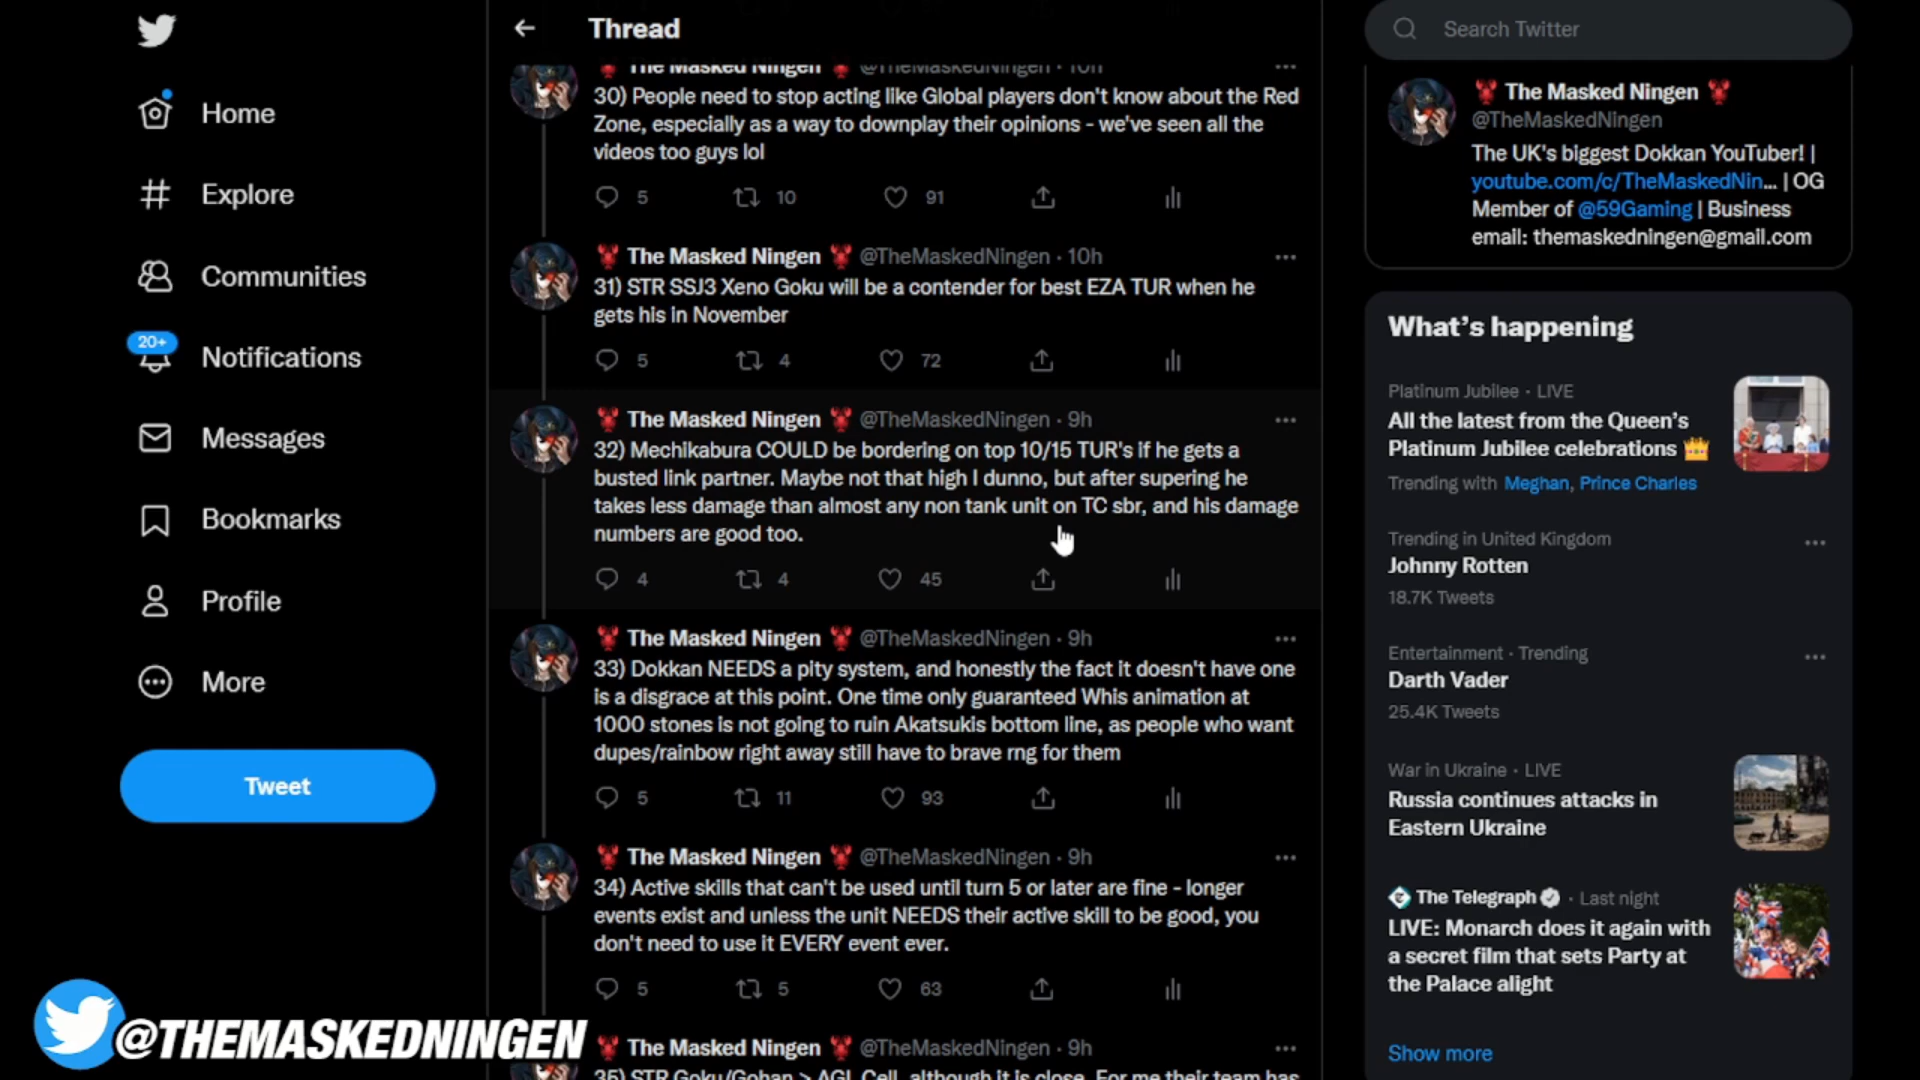 Home
Explore
Communities
20+
Notifications
Messages
Bookmarks
Profile
More
Tweet
@THEMASKEDNINGEN
Thread
The Masked Ningen @TheMaskedNingen · 10h
30) People need to stop acting like Global players don't know about the Red
Zone, especially as a way to downplay their opinions - we've seen all the
videos too guys lol
5 10 91
The Masked Ningen @TheMaskedNingen · 10h
31) STR SSJ3 Xeno Goku will be a contender for best EZA TUR when he
gets his in November
5 4 72
The Masked Ningen @TheMaskedNingen · 9h
32) Mechikabura COULD be bordering on top 10/15 TUR's if he gets a
busted link partner. Maybe not that high I dunno, but after supering he
takes less damage than almost any non tank unit on TC sbr, and his damage
numbers are good too.
4 4 45
The Masked Ningen @TheMaskedNingen · 9h
33) Dokkan NEEDS a pity system, and honestly the fact it doesn't have one
is a disgrace at this point. One time only guaranteed Whis animation at
1000 stones is not going to ruin Akatsukis bottom line, as people who want
dupes/rainbow right away still have to brave rng for them
5 11 93
The Masked Ningen @TheMaskedNingen · 9h
34) Active skills that can't be used until turn 5 or later are fine - longer
events exist and unless the unit NEEDS their active skill to be good, you
don't need to use it EVERY event ever.
5 5 63
The Masked Ningen @TheMaskedNingen · 9h
35) STR Goku/Gohan > AGL Cell, although it is close. For me their team has
Search Twitter
The Masked Ningen
@TheMaskedNingen
The UK's biggest Dokkan YouTuber! |
youtube.com/c/TheMaskedNin... | OG
Member of @59Gaming | Business
email: themaskedningen@gmail.com
What's happening
Platinum Jubilee · LIVE
All the latest from the Queen's
Platinum Jubilee celebrations
Trending with Meghan, Prince Charles
Trending in United Kingdom
Johnny Rotten
18.7K Tweets
Entertainment · Trending
Darth Vader
25.4K Tweets
War in Ukraine · LIVE
Russia continues attacks in
Eastern Ukraine
The Telegraph · Last night
LIVE: Monarch does it again with
a secret film that sets Party at
the Palace alight
Show more